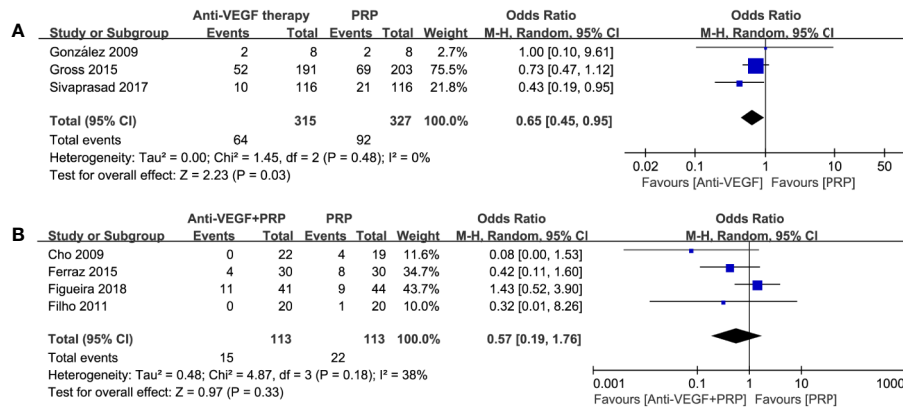 A
Anti-VEGF therapy PRP Odds Ratio Odds Ratio
Study or Subgroup Events Total Events Total Weight M-H, Random, 95% CI M-H, Random, 95% CI
González 2009 2 8 2 8 2.7% 1.00 [0.10, 9.61]
Gross 2015 52 191 69 203 75.5% 0.73 [0.47, 1.12]
Sivaprasad 2017 10 116 21 116 21.8% 0.43 [0.19, 0.95]
Total (95% CI) 315 327 100.0% 0.65 [0.45, 0.95]
Total events 64 92
Heterogeneity: Tau² = 0.00; Chi² = 1.45, df = 2 (P = 0.48); I² = 0%
Test for overall effect: Z = 2.23 (P = 0.03)
0.02 0.1 1 10 50
Favours [Anti-VEGF] Favours [PRP]
B
Anti-VEGF+PRP PRP Odds Ratio Odds Ratio
Study or Subgroup Events Total Events Total Weight M-H, Random, 95% CI M-H, Random, 95% CI
Cho 2009 0 22 4 19 11.6% 0.08 [0.00, 1.53]
Ferraz 2015 4 30 8 30 34.7% 0.42 [0.11, 1.60]
Figueira 2018 11 41 9 44 43.7% 1.43 [0.52, 3.90]
Filho 2011 0 20 1 20 10.0% 0.32 [0.01, 8.26]
Total (95% CI) 113 113 100.0% 0.57 [0.19, 1.76]
Total events 15 22
Heterogeneity: Tau² = 0.48; Chi² = 4.87, df = 3 (P = 0.18); I² = 38%
Test for overall effect: Z = 0.97 (P = 0.33)
0.001 0.1 1 10 1000
Favours [Anti-VEGF+PRP] Favours [PRP]